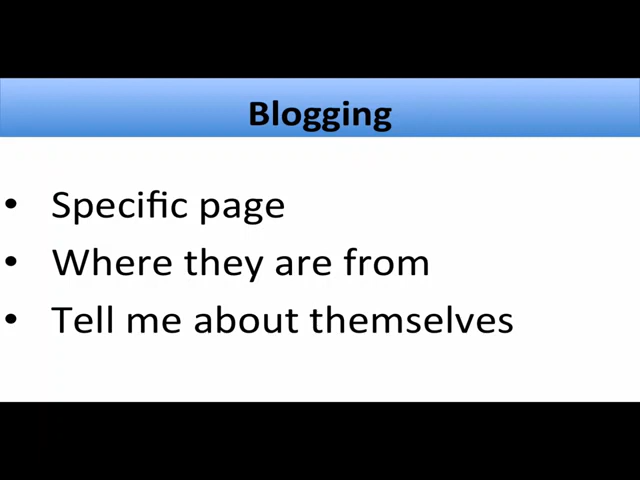 Blogging
• Specific page
• Where they are from
• Tell me about themselves